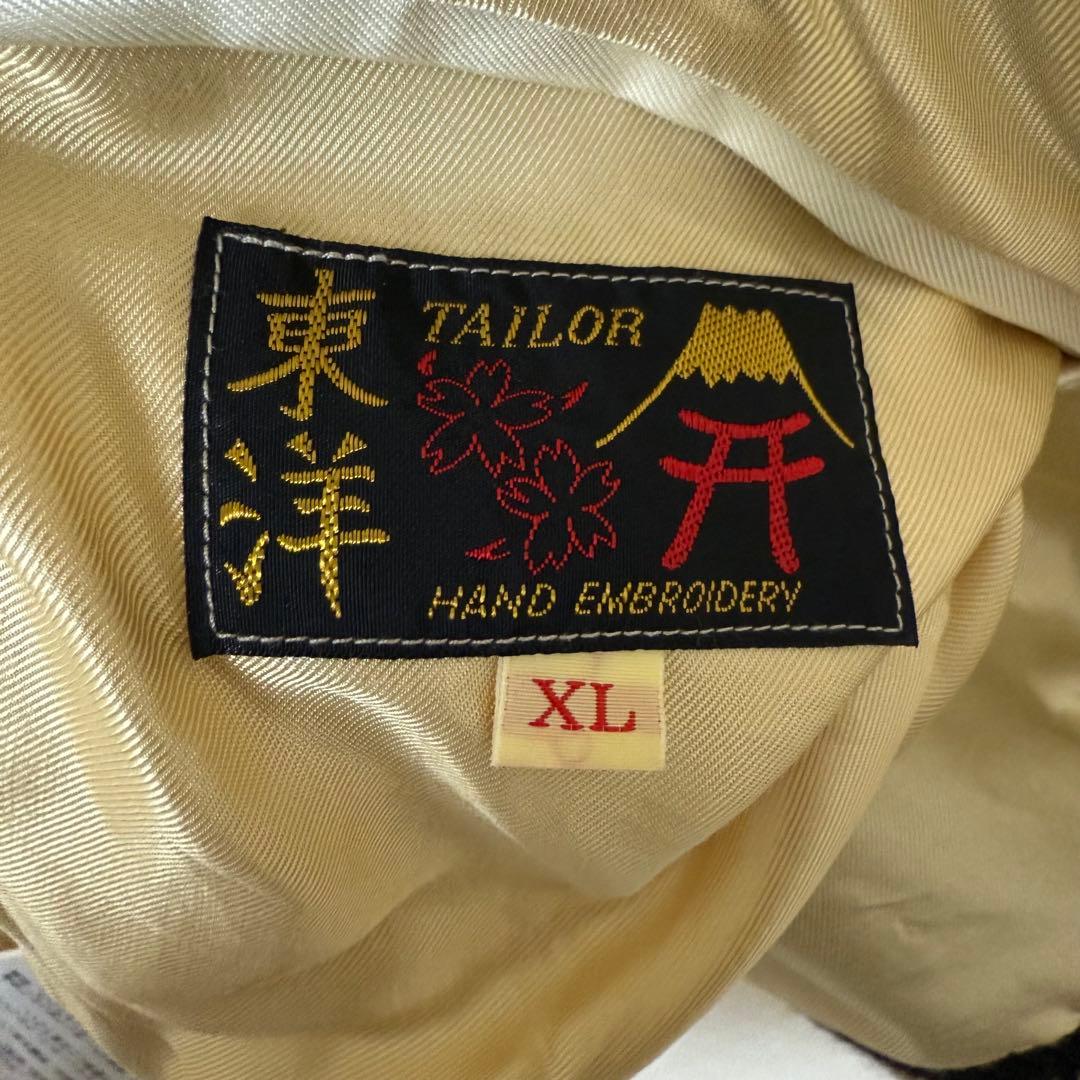 東洋
TAILOR
HAND EMBROIDERY
XL